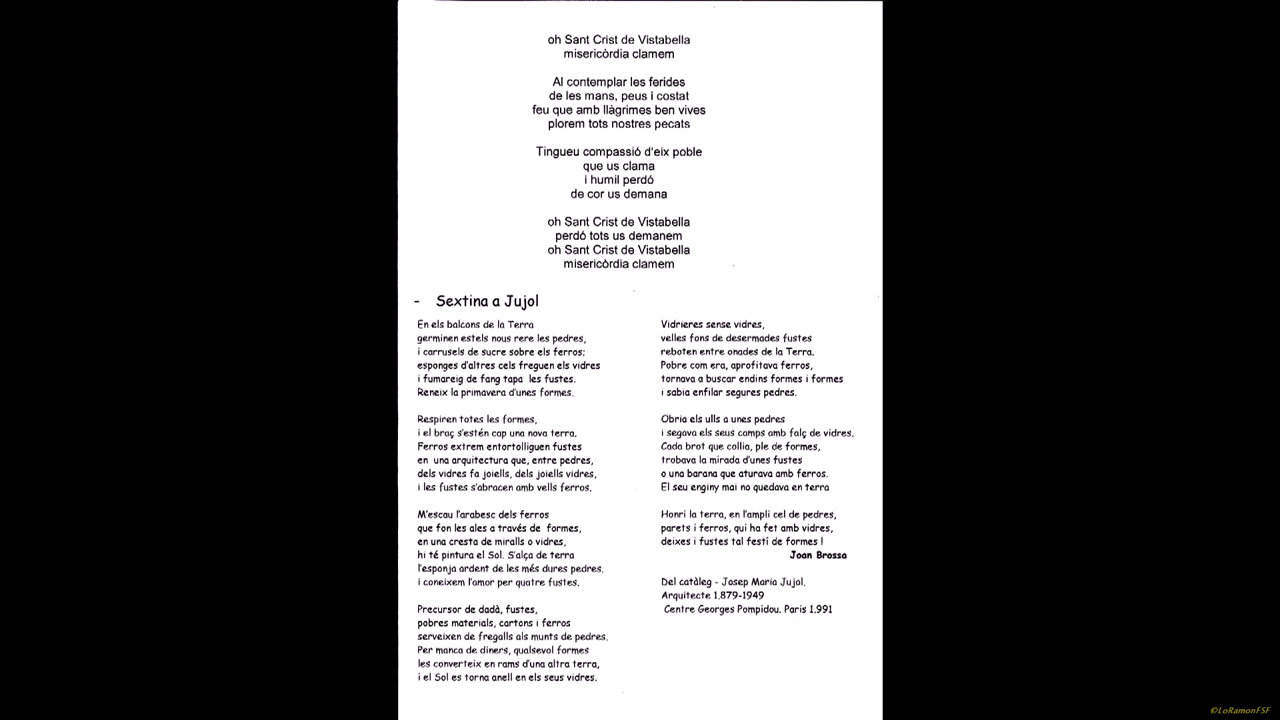 oh Sant Crist de Vistabella
misericòrdia clamem
Al contemplar les ferides
de les mans, peus i costat
feu que amb llàgrimes ben vives
plorem tots nostres pecats
Tingueu compassió d'eix poble
que us clama
i humil perdó
de cor us demana
oh Sant Crist de Vistabella
perdó tots us demanem
oh Sant Crist de Vistabella
misericòrdia clamem
- Sextina a Jujol
En els balcons de la Terra
germinen estels nous rere les pedres,
i carrusels de sucre sobre els ferros;
esponges d'altres cels freguen els vidres
i fumareig de fang tapa les fustes.
Reneix la primavera d'unes formes.
Respiren totes les formes,
i el braç s'estén cap una nova terra.
Ferros extrem entortolliguen fustes
en una arquitectura que, entre pedres,
dels vidres fa joiells, dels joiells vidres,
i les fustes s'abracen amb vells ferros.
M'escau l'arabesc dels ferros
que fon les ales a través de formes,
en una cresta de miralls o vidres,
hi té pintura el Sol. S'alça de terra
l'esponja ardent de les més dures pedres.
i coneixem l'amor per quatre fustes.
Precursor de dadà, fustes,
pobres materials, cartons i ferros
serveixen de fregalls als munts de pedres.
Per manca de diners, qualsevol formes
les converteix en rams d'una altra terra,
i el Sol es torna anell en els seus vidres.
Vidrieres sense vidres,
velles fons de desermades fustes
reboten entre onades de la Terra.
Pobre com era, aprofitava ferros,
tornava a buscar endins formes i formes
i sabia enfilar segures pedres.
Obria els ulls a unes pedres
i segava els seus camps amb falç de vidres.
Cada brot que collia, ple de formes,
trobava la mirada d'unes fustes
o una barana que aturava amb ferros.
El seu enginy mai no quedava en terra
Honri la terra, en l'ampli cel de pedres,
parets i ferros, qui ha fet amb vidres,
deixes i fustes tal festí de formes !
Joan Brossa
Del catàleg - Josep Maria Jujol.
Arquitecte 1.879-1949
Centre Georges Pompidou. Paris 1.991
©LoRamonFSF